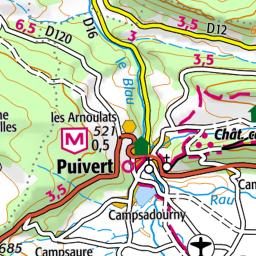 6,5
D120
D16
3
3,5
D12
le Blau
3,5
les Arnoulats
M
521
0,5
Puivert
Chât.
3,5
Campsadourny
Rau
685
Campsaure